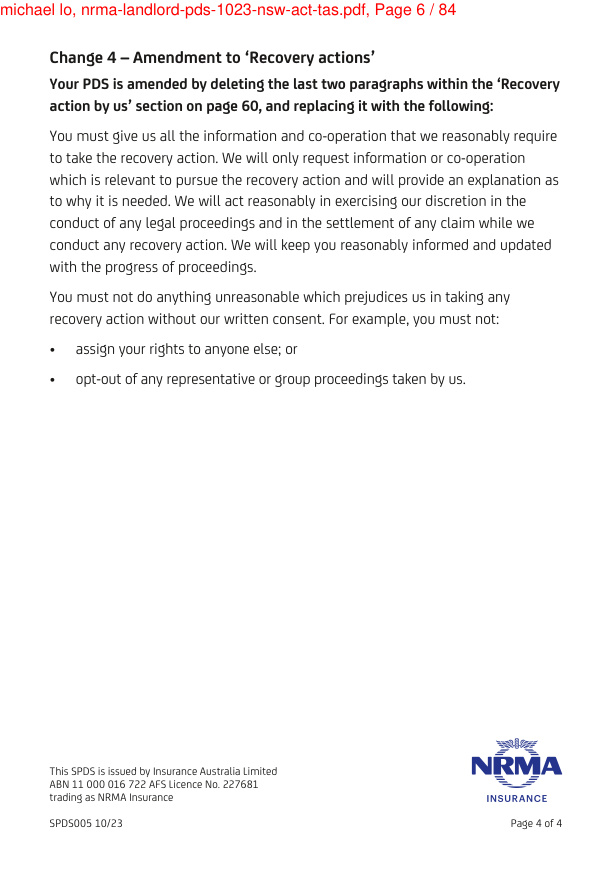 michael lo, nrma-landlord-pds-1023-nsw-act-tas.pdf, Page 6 / 84
Change 4 – Amendment to ‘Recovery actions’
Your PDS is amended by deleting the last two paragraphs within the ‘Recovery
action by us’ section on page 60, and replacing it with the following:
You must give us all the information and co-operation that we reasonably require
to take the recovery action. We will only request information or co-operation
which is relevant to pursue the recovery action and will provide an explanation as
to why it is needed. We will act reasonably in exercising our discretion in the
conduct of any legal proceedings and in the settlement of any claim while we
conduct any recovery action. We will keep you reasonably informed and updated
with the progress of proceedings.
You must not do anything unreasonable which prejudices us in taking any
recovery action without our written consent. For example, you must not:
• assign your rights to anyone else; or
• opt-out of any representative or group proceedings taken by us.
This SPDS is issued by Insurance Australia Limited
ABN 11 000 016 722 AFS Licence No. 227681
trading as NRMA Insurance
NRMA
INSURANCE
SPDS005 10/23
Page 4 of 4